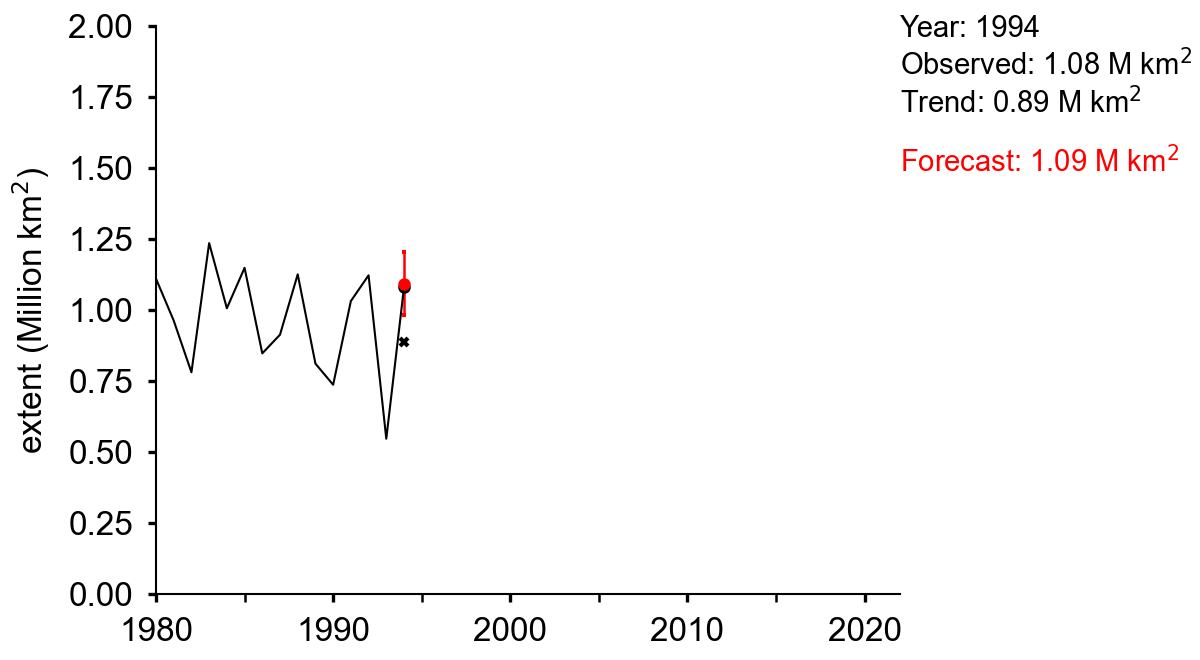 2.00
1.75
1.50
1.25
1.00
0.75
0.50
0.25
0.00
extent (Million km²)
1980 1990 2000 2010 2020
Year: 1994
Observed: 1.08 M km²
Trend: 0.89 M km²
Forecast: 1.09 M km²